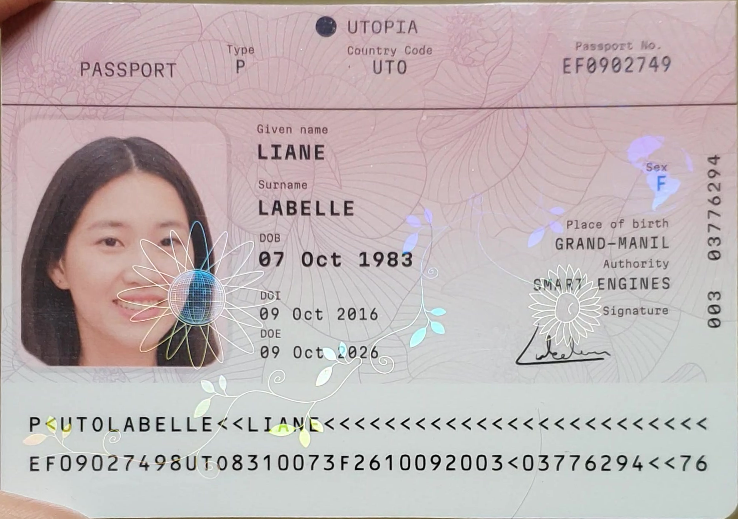 UTOPIA
PASSPORT
Type
P
Country Code
UTO
Passport No.
EF0902749
Given name
LIANE
Surname
LABELLE
DOB
07 Oct 1983
DGI
09 Oct 2016
DOE
09 Oct 2026
Sex
F
Place of birth
GRAND-MANIL
Authority
SMART ENGINES
Signature
003 03776294
P<UTOLABELLE<<LIANE<<<<<<<<<<<<<<<<<<<<<<<<<
EF09027498UTO8310073F2610092003<03776294<<76